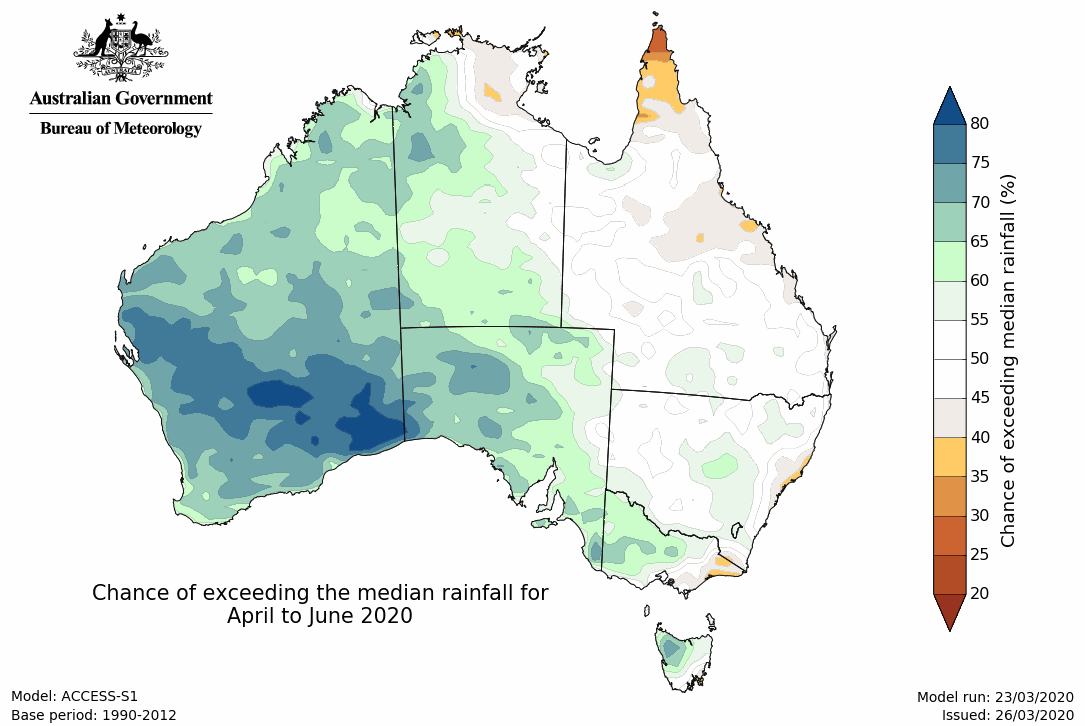 Australian Government
Bureau of Meteorology
80
75
70
65
60
55
50
45
40
35
30
25
20
Chance of exceeding median rainfall (%)
Chance of exceeding the median rainfall for
April to June 2020
Model: ACCESS-S1
Base period: 1990-2012
Model run: 23/03/2020
Issued: 26/03/2020